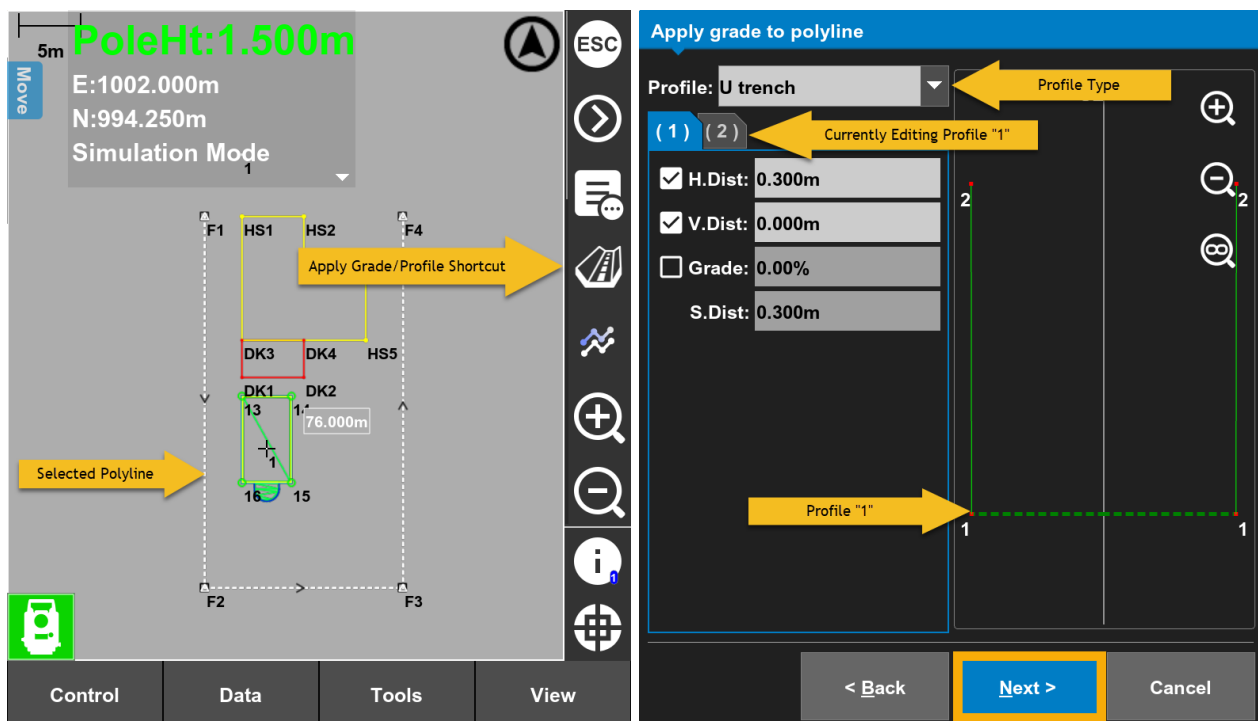 5m
PoleHt:1.500m
ESC
Move
E:1002.000m
N:994.250m
Simulation Mode
1
F1 HS1 HS2 F4
Apply Grade/Profile Shortcut
DK3 DK4 HS5
DK1 DK2
13 14
76.000m
1
Selected Polyline
16 15
i
1
F2 F3
Control Data Tools View
Apply grade to polyline
Profile: U trench
Profile Type
(1) (2)
Currently Editing Profile "1"
H.Dist: 0.300m
V.Dist: 0.000m
Grade: 0.00%
S.Dist: 0.300m
2 2
Profile "1"
1 1
< Back Next > Cancel